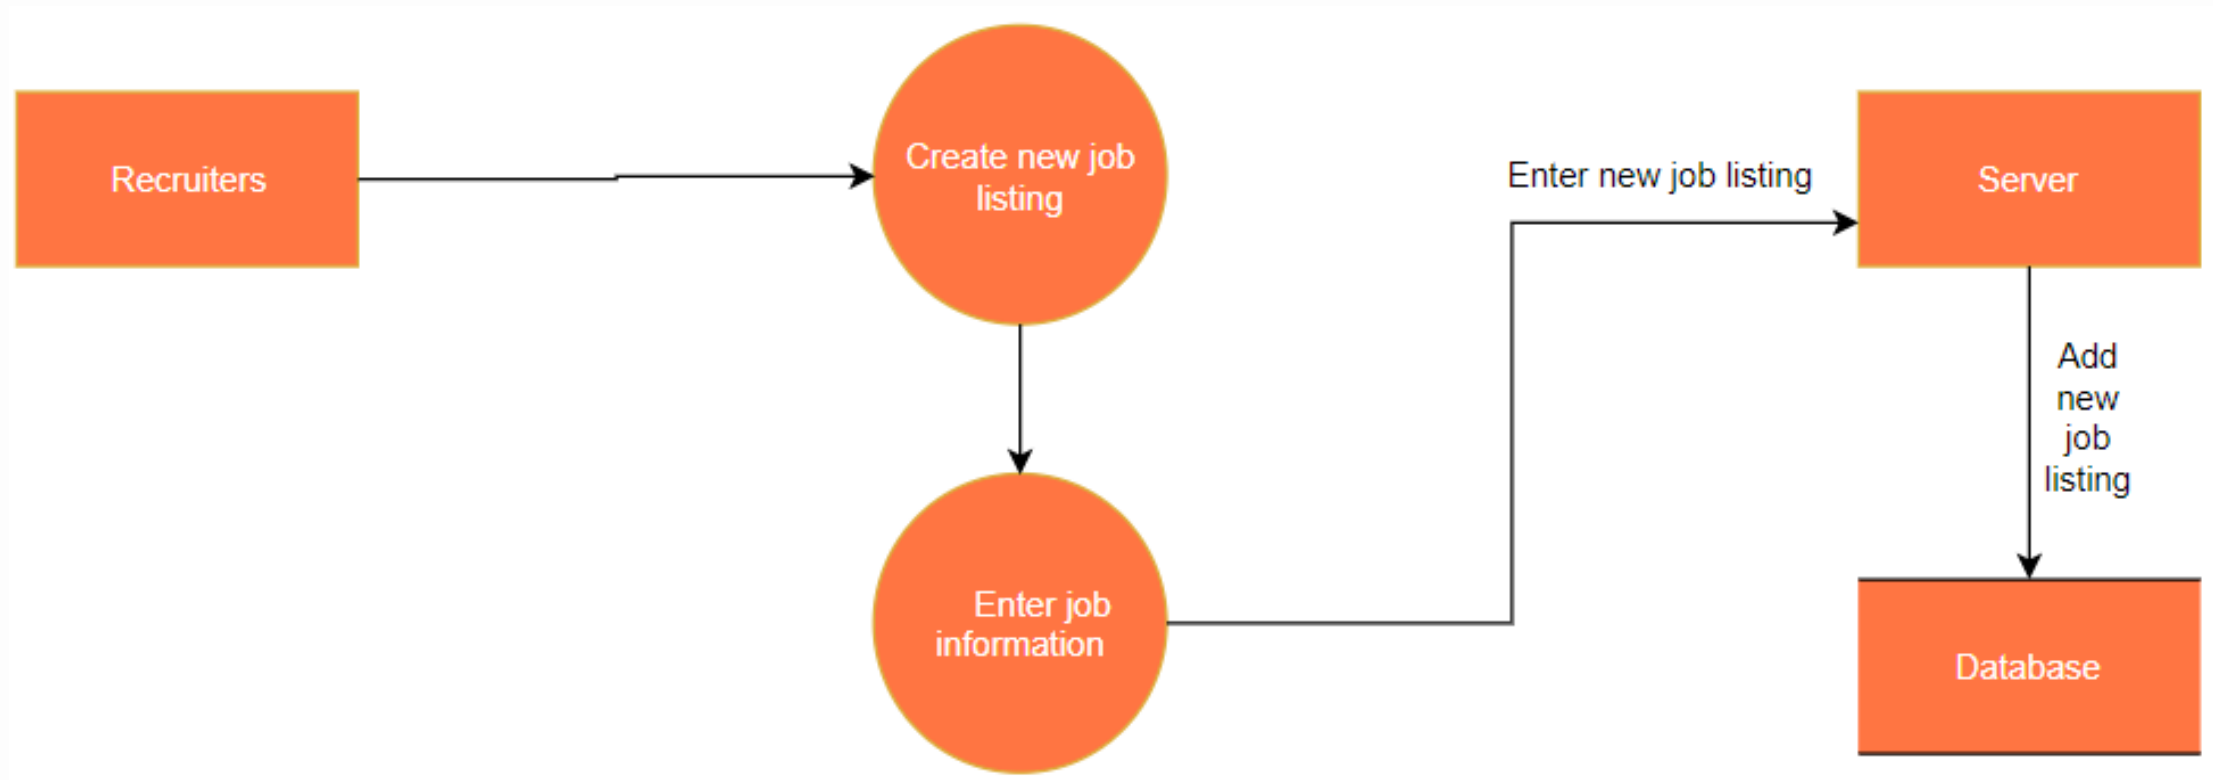 Recruiters
Create new job
listing
Enter new job listing
Server
Add
new
job
listing
Enter job
information
Database